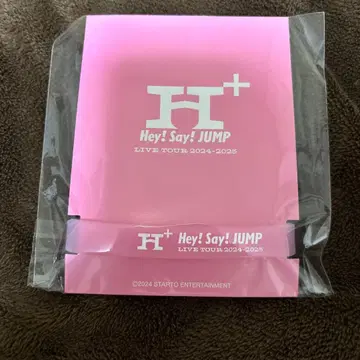 H+
Hey! Say! JUMP
LIVE TOUR 2024-2025
H+ Hey! Say! JUMP
LIVE TOUR 2024-2025
©2024 STARTO ENTERTAINMENT